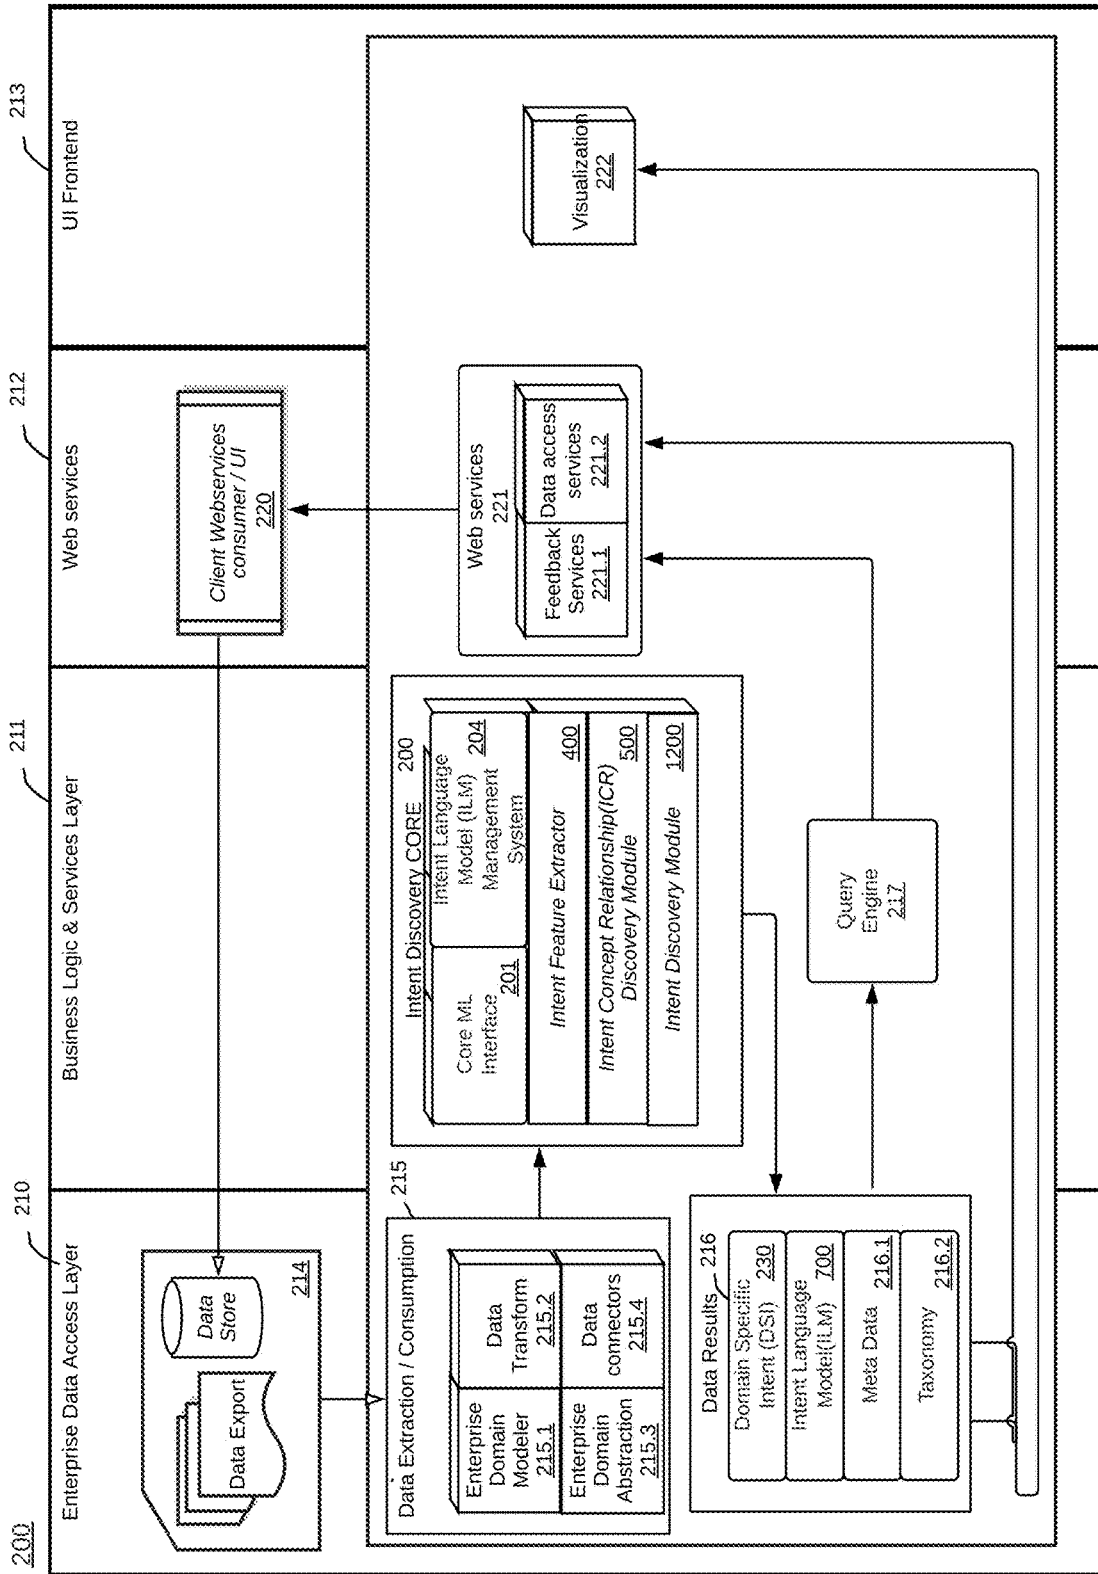 200
210
Enterprise Data Access Layer
211
Business Logic & Services Layer
212
Web services
213
UI Frontend
Data Export
Data
Store
214
Client Webservices
consumer / UI
220
215
Data Extraction / Consumption
Enterprise
Domain
Modeler
215.1
Data
Transform
215.2
Enterprise
Domain
Abstraction
215.3
Data
connectors
215.4
Intent Discovery CORE 200
Core ML
Interface
201
Intent Language
Model (ILM) 204
Management
System
Intent Feature Extractor 400
Intent Concept Relationship(ICR) 500
Discovery Module
Intent Discovery Module 1200
Web services
221
Feedback
Services
221.1
Data access
services
221.2
Visualization
222
Data Results 216
Domain Specific
Intent (DSI) 230
Intent Language
Model(ILM) 700
Meta Data 216.1
Taxonomy 216.2
Query
Engine
217